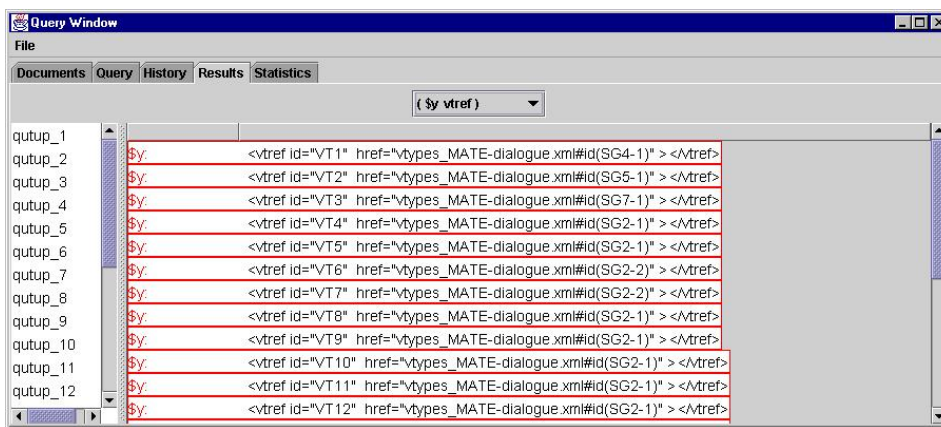 Query Window
File
Documents Query History Results Statistics
( $y vtref )
qutup_1
qutup_2
qutup_3
qutup_4
qutup_5
qutup_6
qutup_7
qutup_8
qutup_9
qutup_10
qutup_11
qutup_12
$y: <vtref id="VT1" href="vtypes_MATE-dialogue.xml#id(SG4-1)" > </vtref>
$y: <vtref id="VT2" href="vtypes_MATE-dialogue.xml#id(SG5-1)" > </vtref>
$y: <vtref id="VT3" href="vtypes_MATE-dialogue.xml#id(SG7-1)" > </vtref>
$y: <vtref id="VT4" href="vtypes_MATE-dialogue.xml#id(SG2-1)" > </vtref>
$y: <vtref id="VT5" href="vtypes_MATE-dialogue.xml#id(SG2-1)" > </vtref>
$y: <vtref id="VT6" href="vtypes_MATE-dialogue.xml#id(SG2-2)" > </vtref>
$y: <vtref id="VT7" href="vtypes_MATE-dialogue.xml#id(SG2-2)" > </vtref>
$y: <vtref id="VT8" href="vtypes_MATE-dialogue.xml#id(SG2-1)" > </vtref>
$y: <vtref id="VT9" href="vtypes_MATE-dialogue.xml#id(SG2-1)" > </vtref>
$y: <vtref id="VT10" href="vtypes_MATE-dialogue.xml#id(SG2-1)" > </vtref>
$y: <vtref id="VT11" href="vtypes_MATE-dialogue.xml#id(SG2-1)" > </vtref>
$y: <vtref id="VT12" href="vtypes_MATE-dialogue.xml#id(SG2-1)" > </vtref>